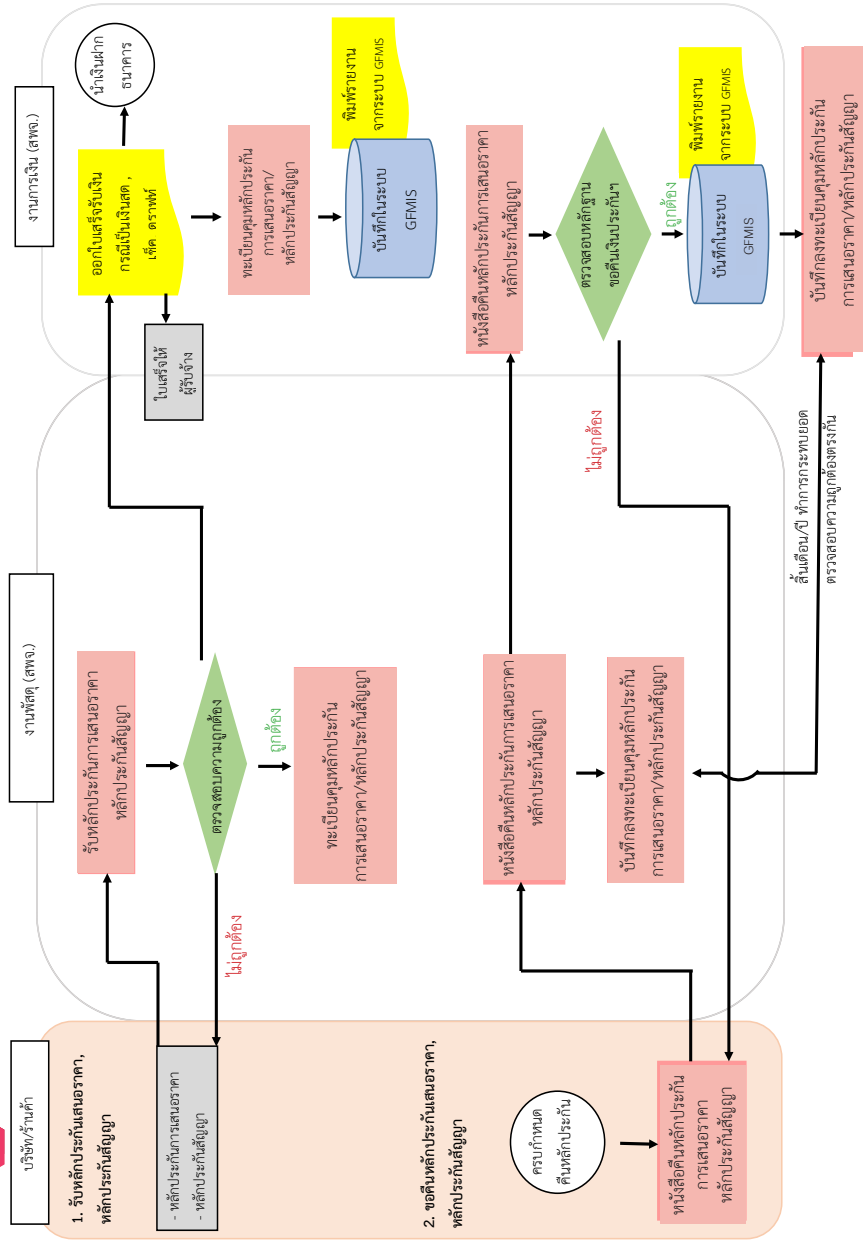 บริษัท/ร้านค้า
งานพัสดุ (สพจ.)
งานการเงิน (สพจ.)
1. รับหลักประกันเสนอราคา,
หลักประกันสัญญา
- หลักประกันการเสนอราคา
- หลักประกันสัญญา
รับหลักประกันการเสนอราคา
หลักประกันสัญญา
ตรวจสอบความถูกต้อง
ไม่ถูกต้อง
ถูกต้อง
ทะเบียนคุมหลักประกัน
การเสนอราคา/หลักประกันสัญญา
ออกใบเสร็จรับเงิน
กรณีเป็นเงินสด ,
เช็ค ดราฟท์
นำเงินฝาก
ธนาคาร
ใบเสร็จให้
ผู้รับจ้าง
ทะเบียนคุมหลักประกัน
การเสนอราคา/
หลักประกันสัญญา
บันทึกในระบบ
GFMIS
พิมพ์รายงาน
จากระบบ GFMIS
2. ขอคืนหลักประกันเสนอราคา,
หลักประกันสัญญา
ครบกำหนด
คืนหลักประกัน
หนังสือคืนหลักประกัน
การเสนอราคา
หลักประกันสัญญา
หนังสือคืนหลักประกันการเสนอราคา
หลักประกันสัญญา
บันทึกลงทะเบียนคุมหลักประกัน
การเสนอราคา/หลักประกันสัญญา
หนังสือคืนหลักประกันการเสนอราคา
หลักประกันสัญญา
ตรวจสอบหลักฐาน
ขอคืนเงินประกันฯ
ไม่ถูกต้อง
ถูกต้อง
บันทึกในระบบ
GFMIS
พิมพ์รายงาน
จากระบบ GFMIS
บันทึกลงทะเบียนคุมหลักประกัน
การเสนอราคา/หลักประกันสัญญา
สิ้นเดือน/ปี ทำการกระทบยอด
ตรวจสอบความถูกต้องตรงกัน